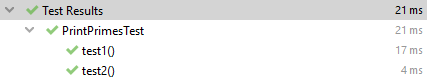 Test Results 21 ms
PrintPrimesTest 21 ms
test1() 17 ms
test2() 4 ms